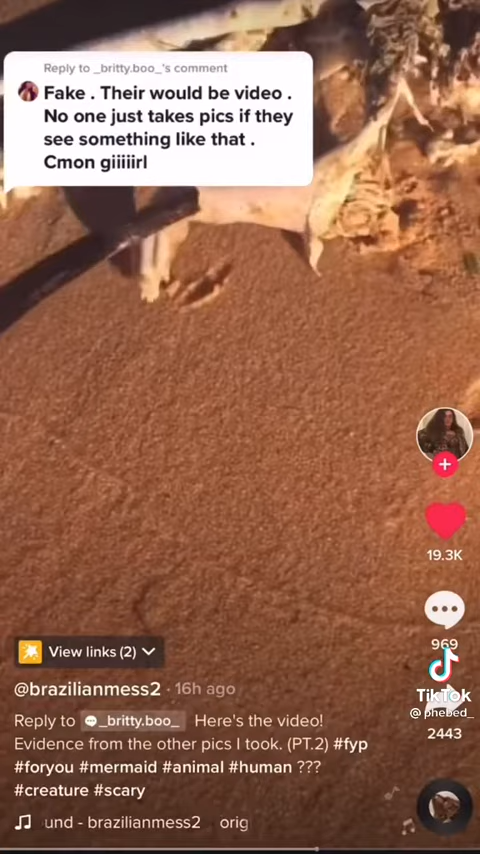 Reply to _britty.boo_'s comment
Fake . Their would be video .
No one just takes pics if they
see something like that .
Cmon giiiiirl
19.3K
View links (2)
969
@brazilianmess2 · 16h ago
TikTok
@phebed_
Reply to _britty.boo_ Here's the video!
2443
Evidence from the other pics I took. (PT.2) #fyp
#foryou #mermaid #animal #human ???
#creature #scary
und - brazilianmess2 orig